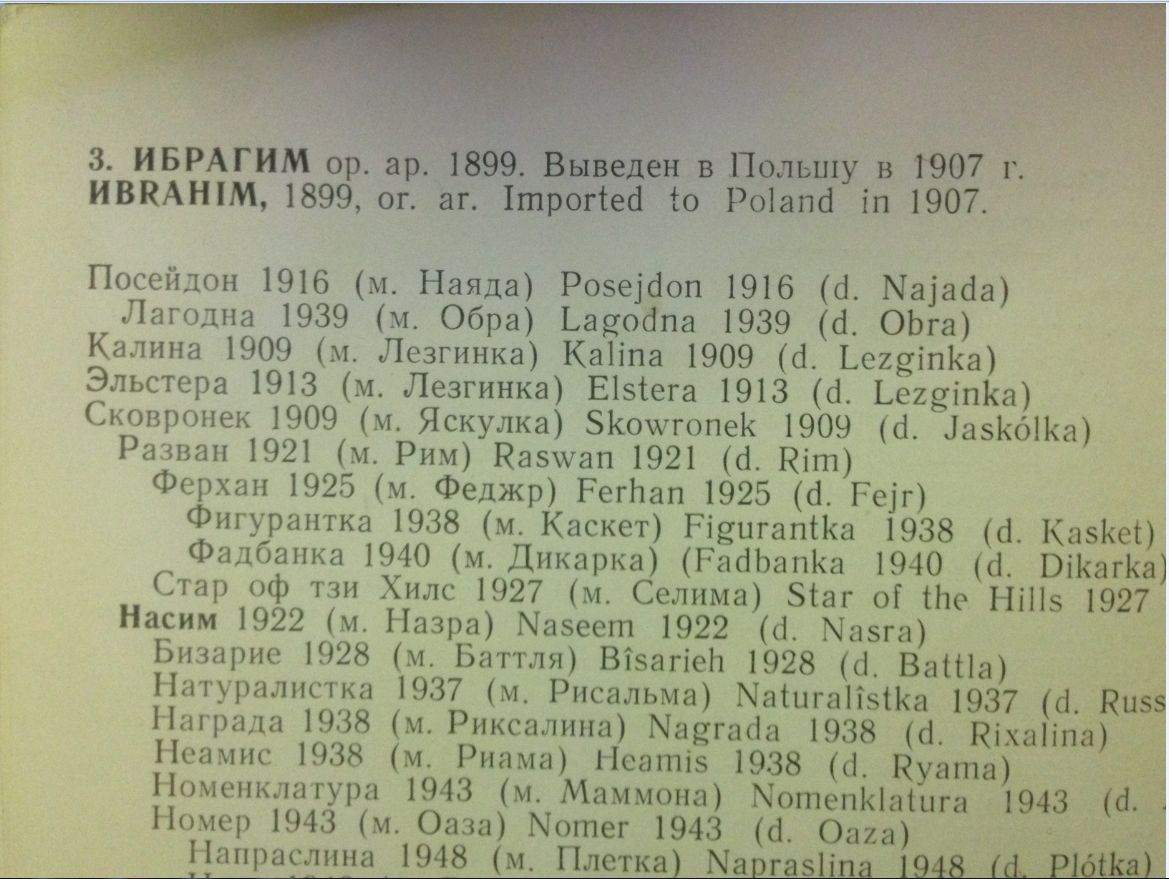 3. ИБРАГИМ ор. ар. 1899. Выведен в Польшу в 1907 г.
ИBRAHIM, 1899, or. ar. Imported to Poland in 1907.
Посейдон 1916 (м. Наяда) Posejdon 1916 (d. Najada)
Лагодна 1939 (м. Обра) Lagodna 1939 (d. Obra)
Калина 1909 (м. Лезгинка) Kalina 1909 (d. Lezginka)
Эльстера 1913 (м. Лезгинка) Elstera 1913 (d. Lezginka)
Сковронек 1909 (м. Яскулка) Skowronek 1909 (d. Jaskólka)
Разван 1921 (м. Рим) Raswan 1921 (d. Rim)
Ферхан 1925 (м. Феджр) Ferhan 1925 (d. Fejr)
Фигурантка 1938 (м. Каскет) Figurantka 1938 (d. Kasket)
Фадбанка 1940 (м. Дикарка) (Fadbanka 1940 (d. Dikarka)
Стар оф тзи Хилс 1927 (м. Селима) Star of the Hills 1927
Насим 1922 (м. Назра) Naseem 1922 (d. Nasra)
Бизарие 1928 (м. Баттля) Bîsarieh 1928 (d. Battla)
Натуралистка 1937 (м. Рисальма) Naturalîstka 1937 (d. Russ
Награда 1938 (м. Риксалина) Nagrada 1938 (d. Rixalina)
Неамис 1938 (м. Риама) Heamis 1938 (d. Ryama)
Номенклатура 1943 (м. Маммона) Nomenklatura 1943 (d.
Номер 1943 (м. Оаза) Nomer 1943 (d. Oaza)
Напраслина 1948 (м. Плетка) Napraslina 1948 (d. Plótka)